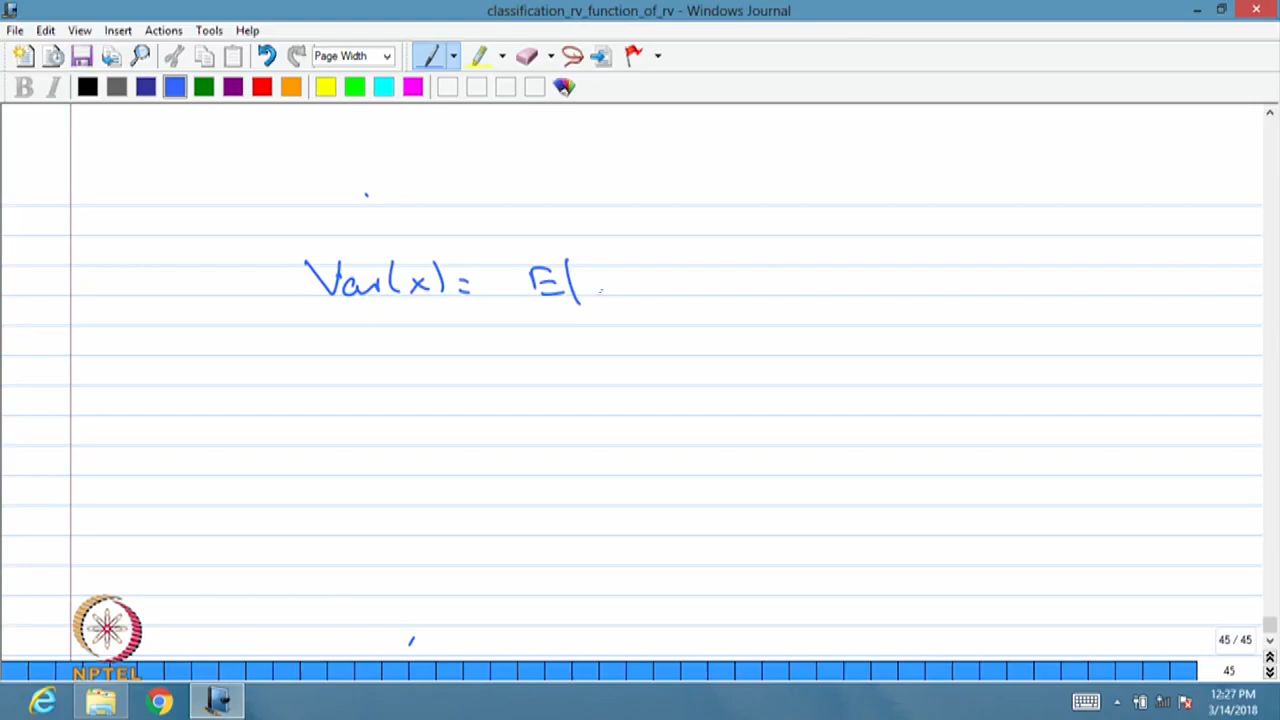 classification_rv_function_of_rv - Windows Journal
File Edit View Insert Actions Tools Help
Page Width
B I
Var(x) = E(
45 / 45
NPTEL
45
12:27 PM
3/14/2018